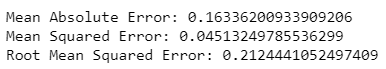 Mean Absolute Error: 0.16336200933909206
Mean Squared Error: 0.04513249785536299
Root Mean Squared Error: 0.2124441052497409